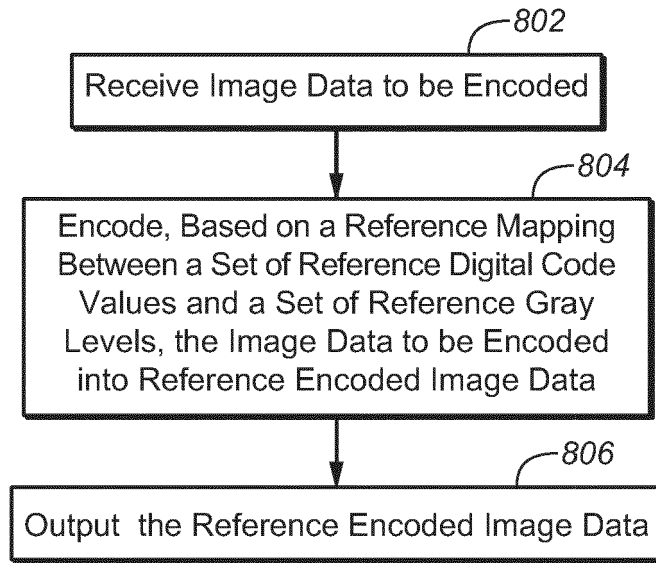 802
Receive Image Data to be Encoded
804
Encode, Based on a Reference Mapping
Between a Set of Reference Digital Code
Values and a Set of Reference Gray
Levels, the Image Data to be Encoded
into Reference Encoded Image Data
806
Output the Reference Encoded Image Data